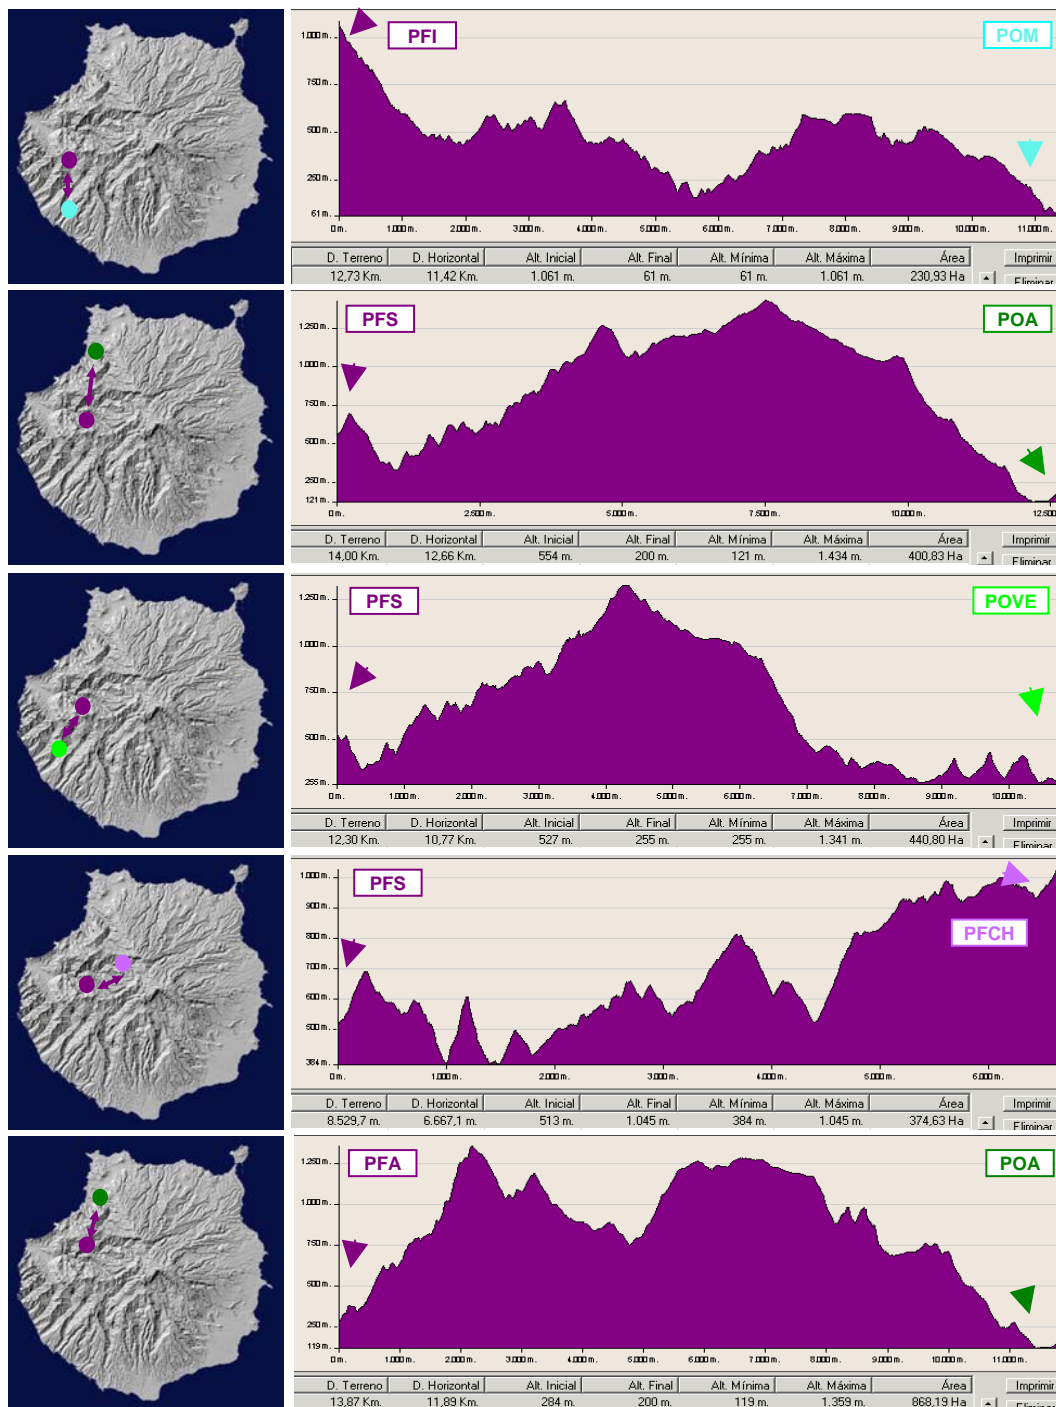 PFI
POM
1.000 m.
750 m.
500 m.
250 m.
61 m.
0 m. 1.000 m. 2.000 m. 3.000 m. 4.000 m. 5.000 m. 6.000 m. 7.000 m. 8.000 m. 9.000 m. 10.000 m. 11.000 m.
D. Terreno D. Horizontal Alt. Inicial Alt. Final Alt. Mínima Alt. Máxima Área Imprimir
12,73 Km. 11,42 Km. 1.061 m. 61 m. 61 m. 1.061 m. 230,93 Ha Eliminar
PFS
POA
1.250 m.
1.000 m.
750 m.
500 m.
250 m.
121 m.
0 m. 2.500 m. 5.000 m. 7.500 m. 10.000 m. 12.500
D. Terreno D. Horizontal Alt. Inicial Alt. Final Alt. Mínima Alt. Máxima Área Imprimir
14,00 Km. 12,66 Km. 554 m. 200 m. 121 m. 1.434 m. 400,83 Ha Eliminar
PFS
POVE
1.250 m.
1.000 m.
750 m.
500 m.
255 m.
0 m. 1.000 m. 2.000 m. 3.000 m. 4.000 m. 5.000 m. 6.000 m. 7.000 m. 8.000 m. 9.000 m. 10.000 m.
D. Terreno D. Horizontal Alt. Inicial Alt. Final Alt. Mínima Alt. Máxima Área Imprimir
12,30 Km. 10,77 Km. 527 m. 255 m. 255 m. 1.341 m. 440,80 Ha Eliminar
PFS
1.000 m.
900 m.
PFCH
800 m.
700 m.
600 m.
500 m.
384 m.
0 m. 1.000 m. 2.000 m. 3.000 m. 4.000 m. 5.000 m. 6.000 m.
D. Terreno D. Horizontal Alt. Inicial Alt. Final Alt. Mínima Alt. Máxima Área Imprimir
8.529,7 m. 6.667,1 m. 513 m. 1.045 m. 384 m. 1.045 m. 374,63 Ha Eliminar
PFA
POA
1.250 m.
1.000 m.
750 m.
500 m.
250 m.
119 m.
0 m. 1.000 m. 2.000 m. 3.000 m. 4.000 m. 5.000 m. 6.000 m. 7.000 m. 8.000 m. 9.000 m. 10.000 m. 11.000 m.
D. Terreno D. Horizontal Alt. Inicial Alt. Final Alt. Mínima Alt. Máxima Área Imprimir
13,87 Km. 11,89 Km. 284 m. 200 m. 119 m. 1.359 m. 868,19 Ha Eliminar